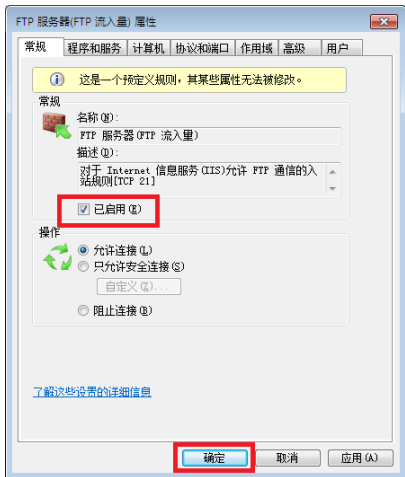 FTP 服务器(FTP 流入量) 属性
常规 程序和服务 计算机 协议和端口 作用域 高级 用户
这是一个预定义规则，其某些属性无法被修改。
常规
名称(N):
FTP 服务器(FTP 流入量)
描述(D):
对于 Internet 信息服务(IIS)允许 FTP 通信的入
站规则[TCP 21]
已启用(E)
操作
允许连接(L)
只允许安全连接(S)
自定义(Z)...
阻止连接(B)
了解这些设置的详细信息
确定 取消 应用(A)